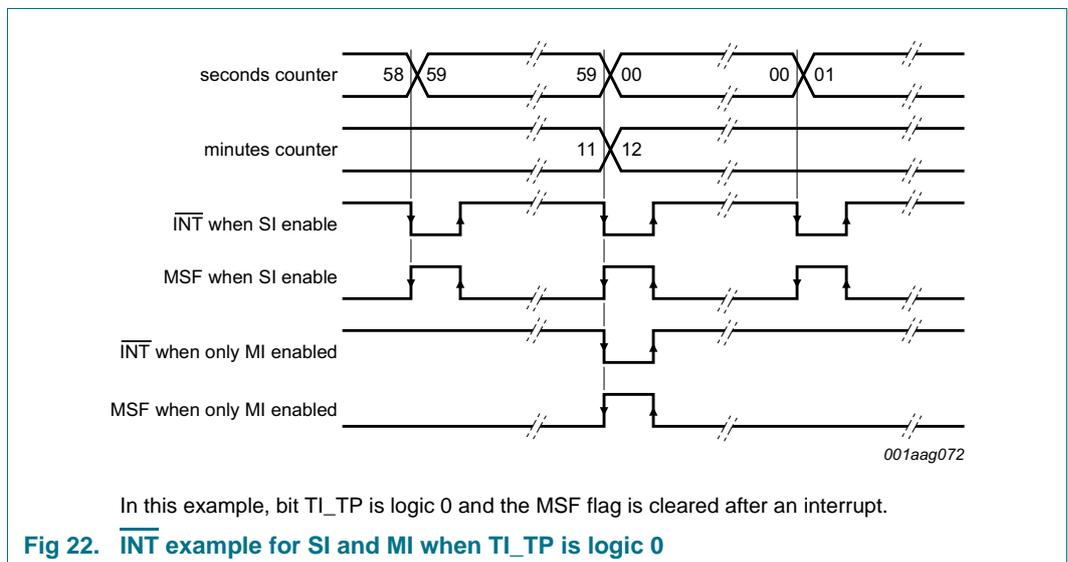 seconds counter 58 59 59 00 00 01
minutes counter 11 12
INT when SI enable
MSF when SI enable
INT when only MI enabled
MSF when only MI enabled
001aag072
In this example, bit TI_TP is logic 0 and the MSF flag is cleared after an interrupt.
Fig 22. INT example for SI and MI when TI_TP is logic 0